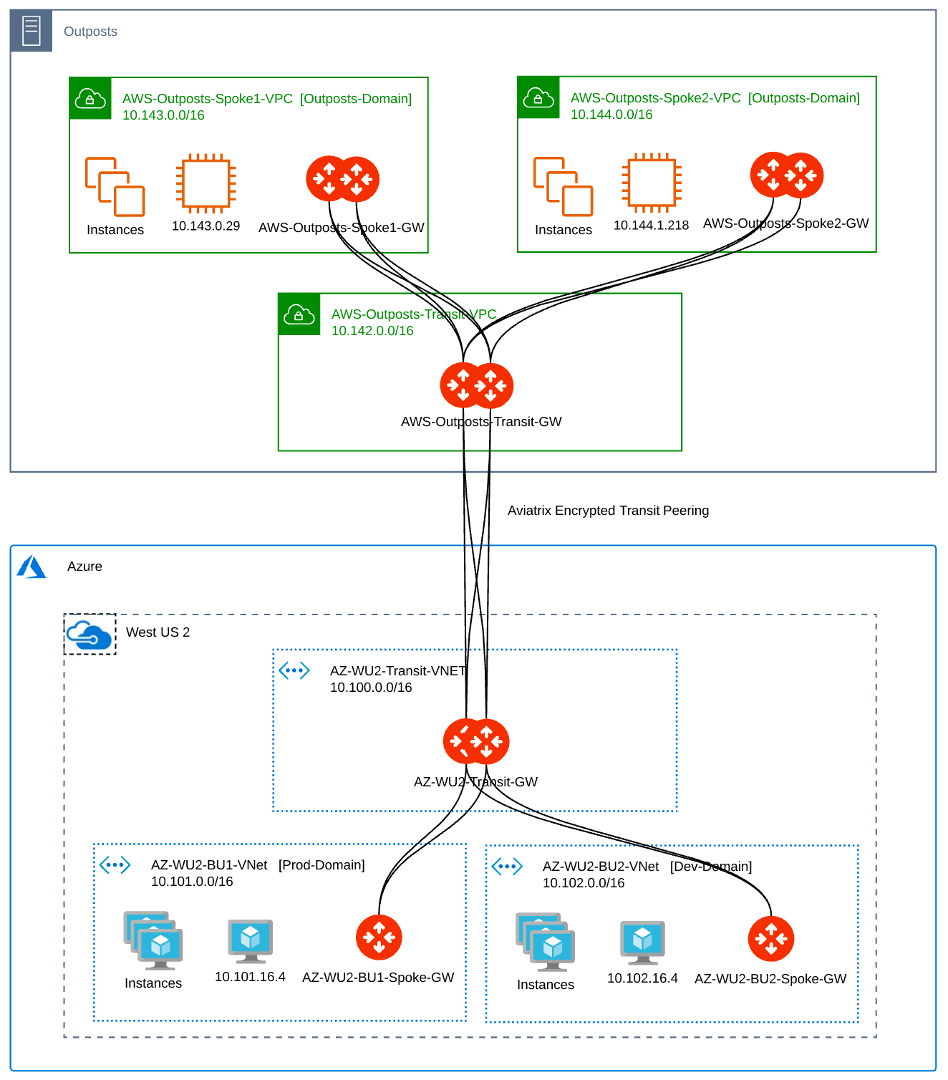 Outposts
AWS-Outposts-Spoke1-VPC [Outposts-Domain]
10.143.0.0/16
Instances
10.143.0.29
AWS-Outposts-Spoke1-GW
AWS-Outposts-Spoke2-VPC [Outposts-Domain]
10.144.0.0/16
Instances
10.144.1.218
AWS-Outposts-Spoke2-GW
AWS-Outposts-Transit-VPC
10.142.0.0/16
AWS-Outposts-Transit-GW
Aviatrix Encrypted Transit Peering
Azure
West US 2
AZ-WU2-Transit-VNET
10.100.0.0/16
AZ-WU2-Transit-GW
AZ-WU2-BU1-VNet [Prod-Domain]
10.101.0.0/16
Instances
10.101.16.4
AZ-WU2-BU1-Spoke-GW
AZ-WU2-BU2-VNet [Dev-Domain]
10.102.0.0/16
Instances
10.102.16.4
AZ-WU2-BU2-Spoke-GW